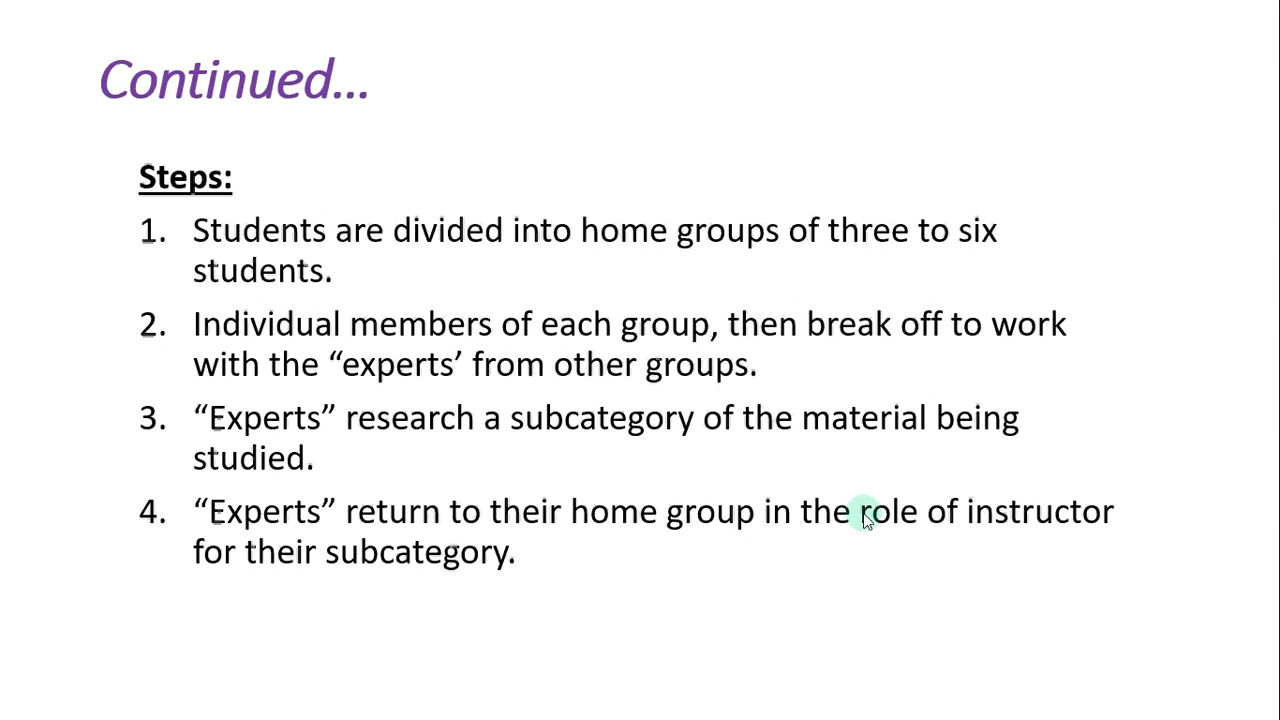 Continued...
Steps:
1. Students are divided into home groups of three to six
students.
2. Individual members of each group, then break off to work
with the “experts’ from other groups.
3. “Experts” research a subcategory of the material being
studied.
4. “Experts” return to their home group in the role of instructor
for their subcategory.